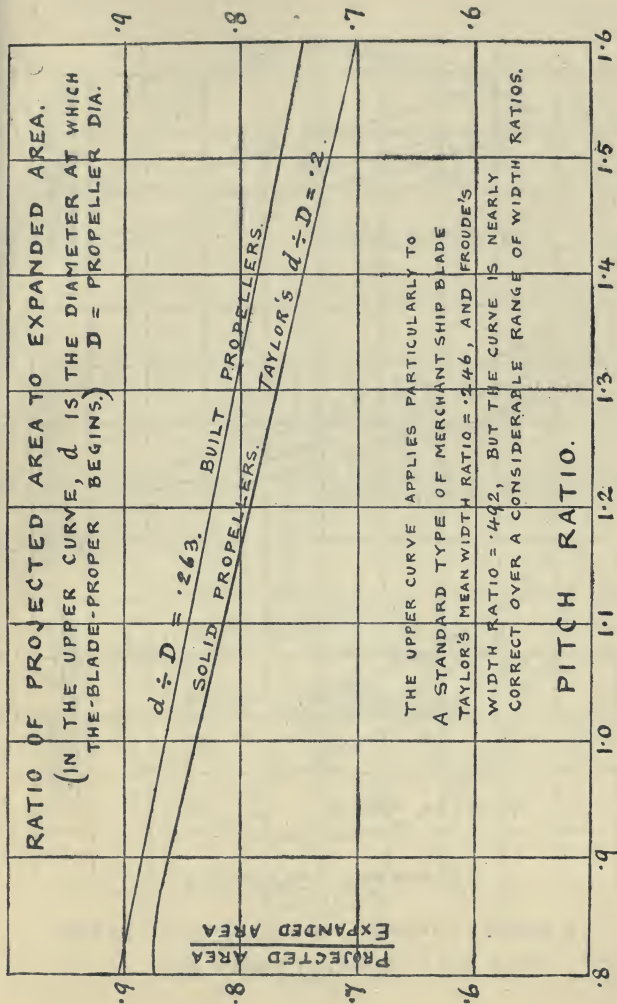 RATIO OF PROJECTED AREA TO EXPANDED AREA.
(IN THE UPPER CURVE, d IS THE DIAMETER AT WHICH
THE-BLADE-PROPER BEGINS.) D = PROPELLER DIA.
.9
.8
.7
.6
d ÷ D = .263. BUILT PROPELLERS.
SOLID PROPELLERS. TAYLOR'S d ÷ D = .2.
PROJECTED AREA
EXPANDED AREA
THE UPPER CURVE APPLIES PARTICULARLY TO
A STANDARD TYPE OF MERCHANT SHIP BLADE
TAYLOR'S MEAN WIDTH RATIO = .246, AND FROUDE'S
WIDTH RATIO = .492, BUT THE CURVE IS NEARLY
CORRECT OVER A CONSIDERABLE RANGE OF WIDTH RATIOS.
PITCH RATIO.
.9
.8
.7
.6
.8 .9 1.0 1.1 1.2 1.3 1.4 1.5 1.6